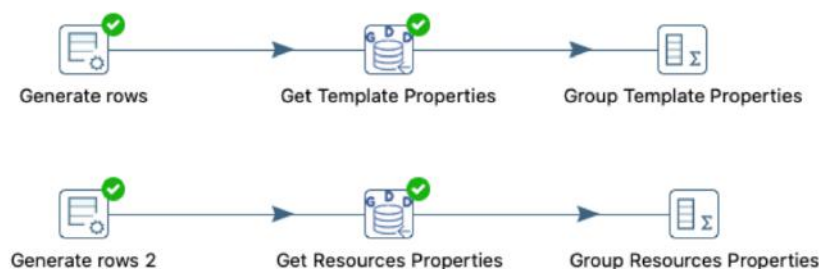 G D D
Generate rows
Get Template Properties
Group Template Properties
G D D
Generate rows 2
Get Resources Properties
Group Resources Properties